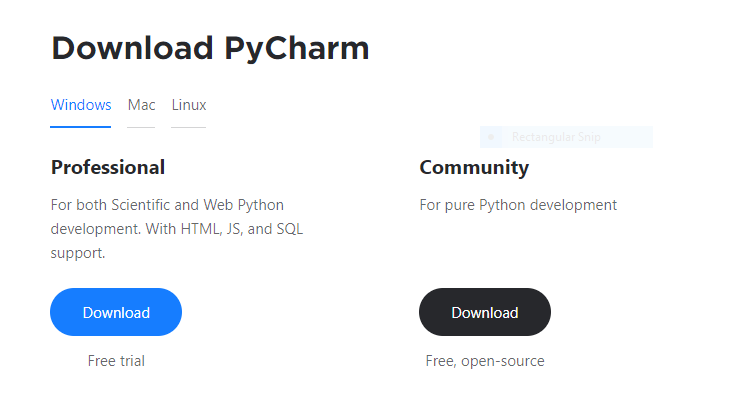 Download PyCharm
Windows Mac Linux
Rectangular Snip
Professional
For both Scientific and Web Python
development. With HTML, JS, and SQL
support.
Download
Free trial
Community
For pure Python development
Download
Free, open-source